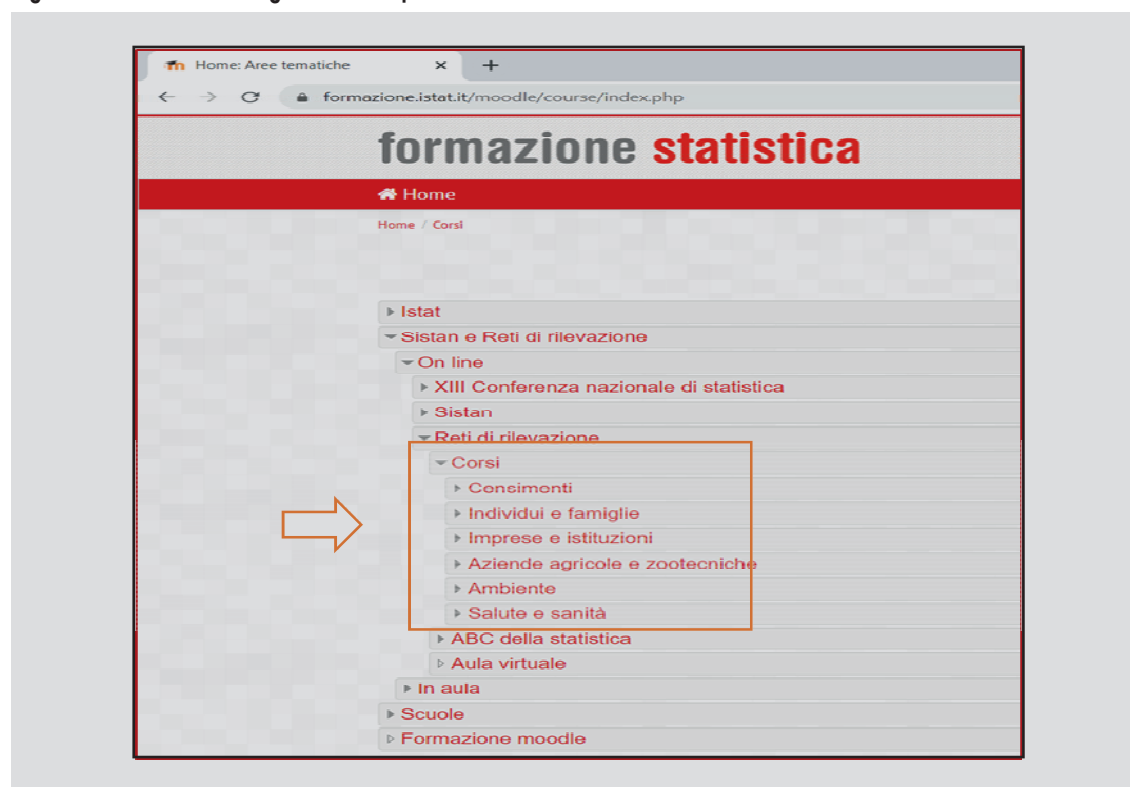 Home: Aree tematiche
formazione.istat.it/moodle/course/index.php
formazione statistica
Home
Home / Corsi
Istat
Sistan e Reti di rilevazione
On line
XIII Conferenza nazionale di statistica
Sistan
Reti di rilevazione
Corsi
Consimonti
Individui e famiglie
Imprese e istituzioni
Aziende agricole e zootecniche
Ambiente
Salute e sanità
ABC della statistica
Aula virtuale
In aula
Scuole
Formazione moodle